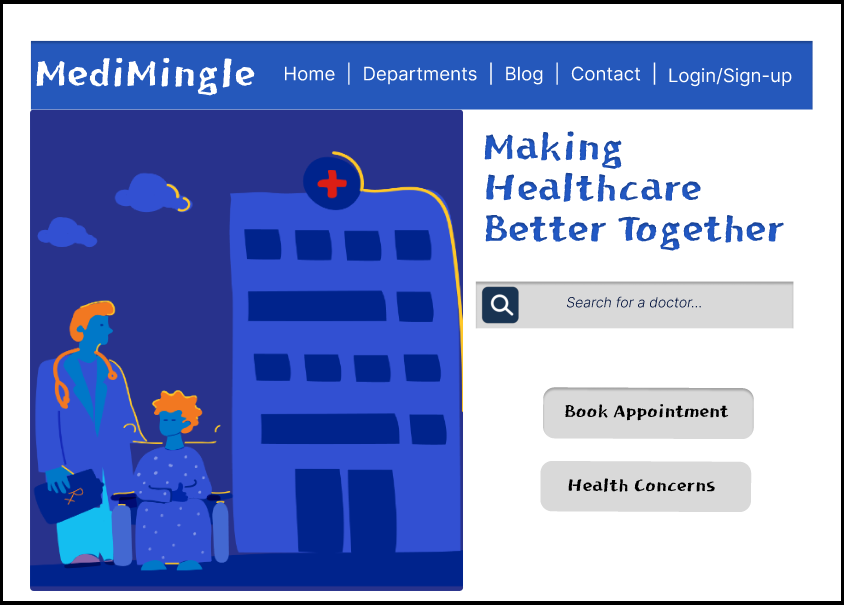 MediMingle Home | Departments | Blog | Contact | Login/Sign-up
Making
Healthcare
Better Together
Search for a doctor...
Book Appointment
Health Concerns